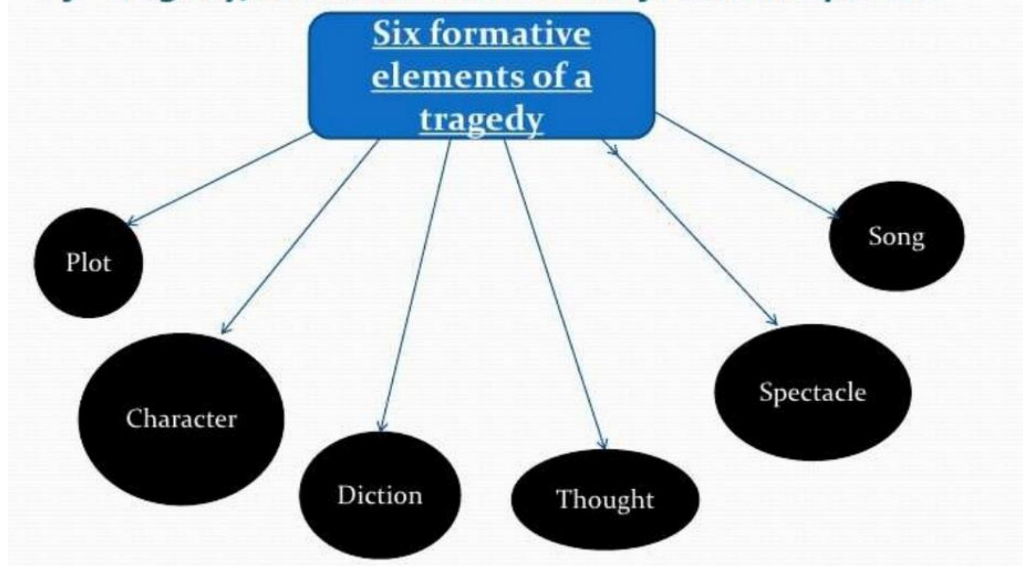 Six formative
elements of a
tragedy
Plot
Song
Character
Spectacle
Diction
Thought